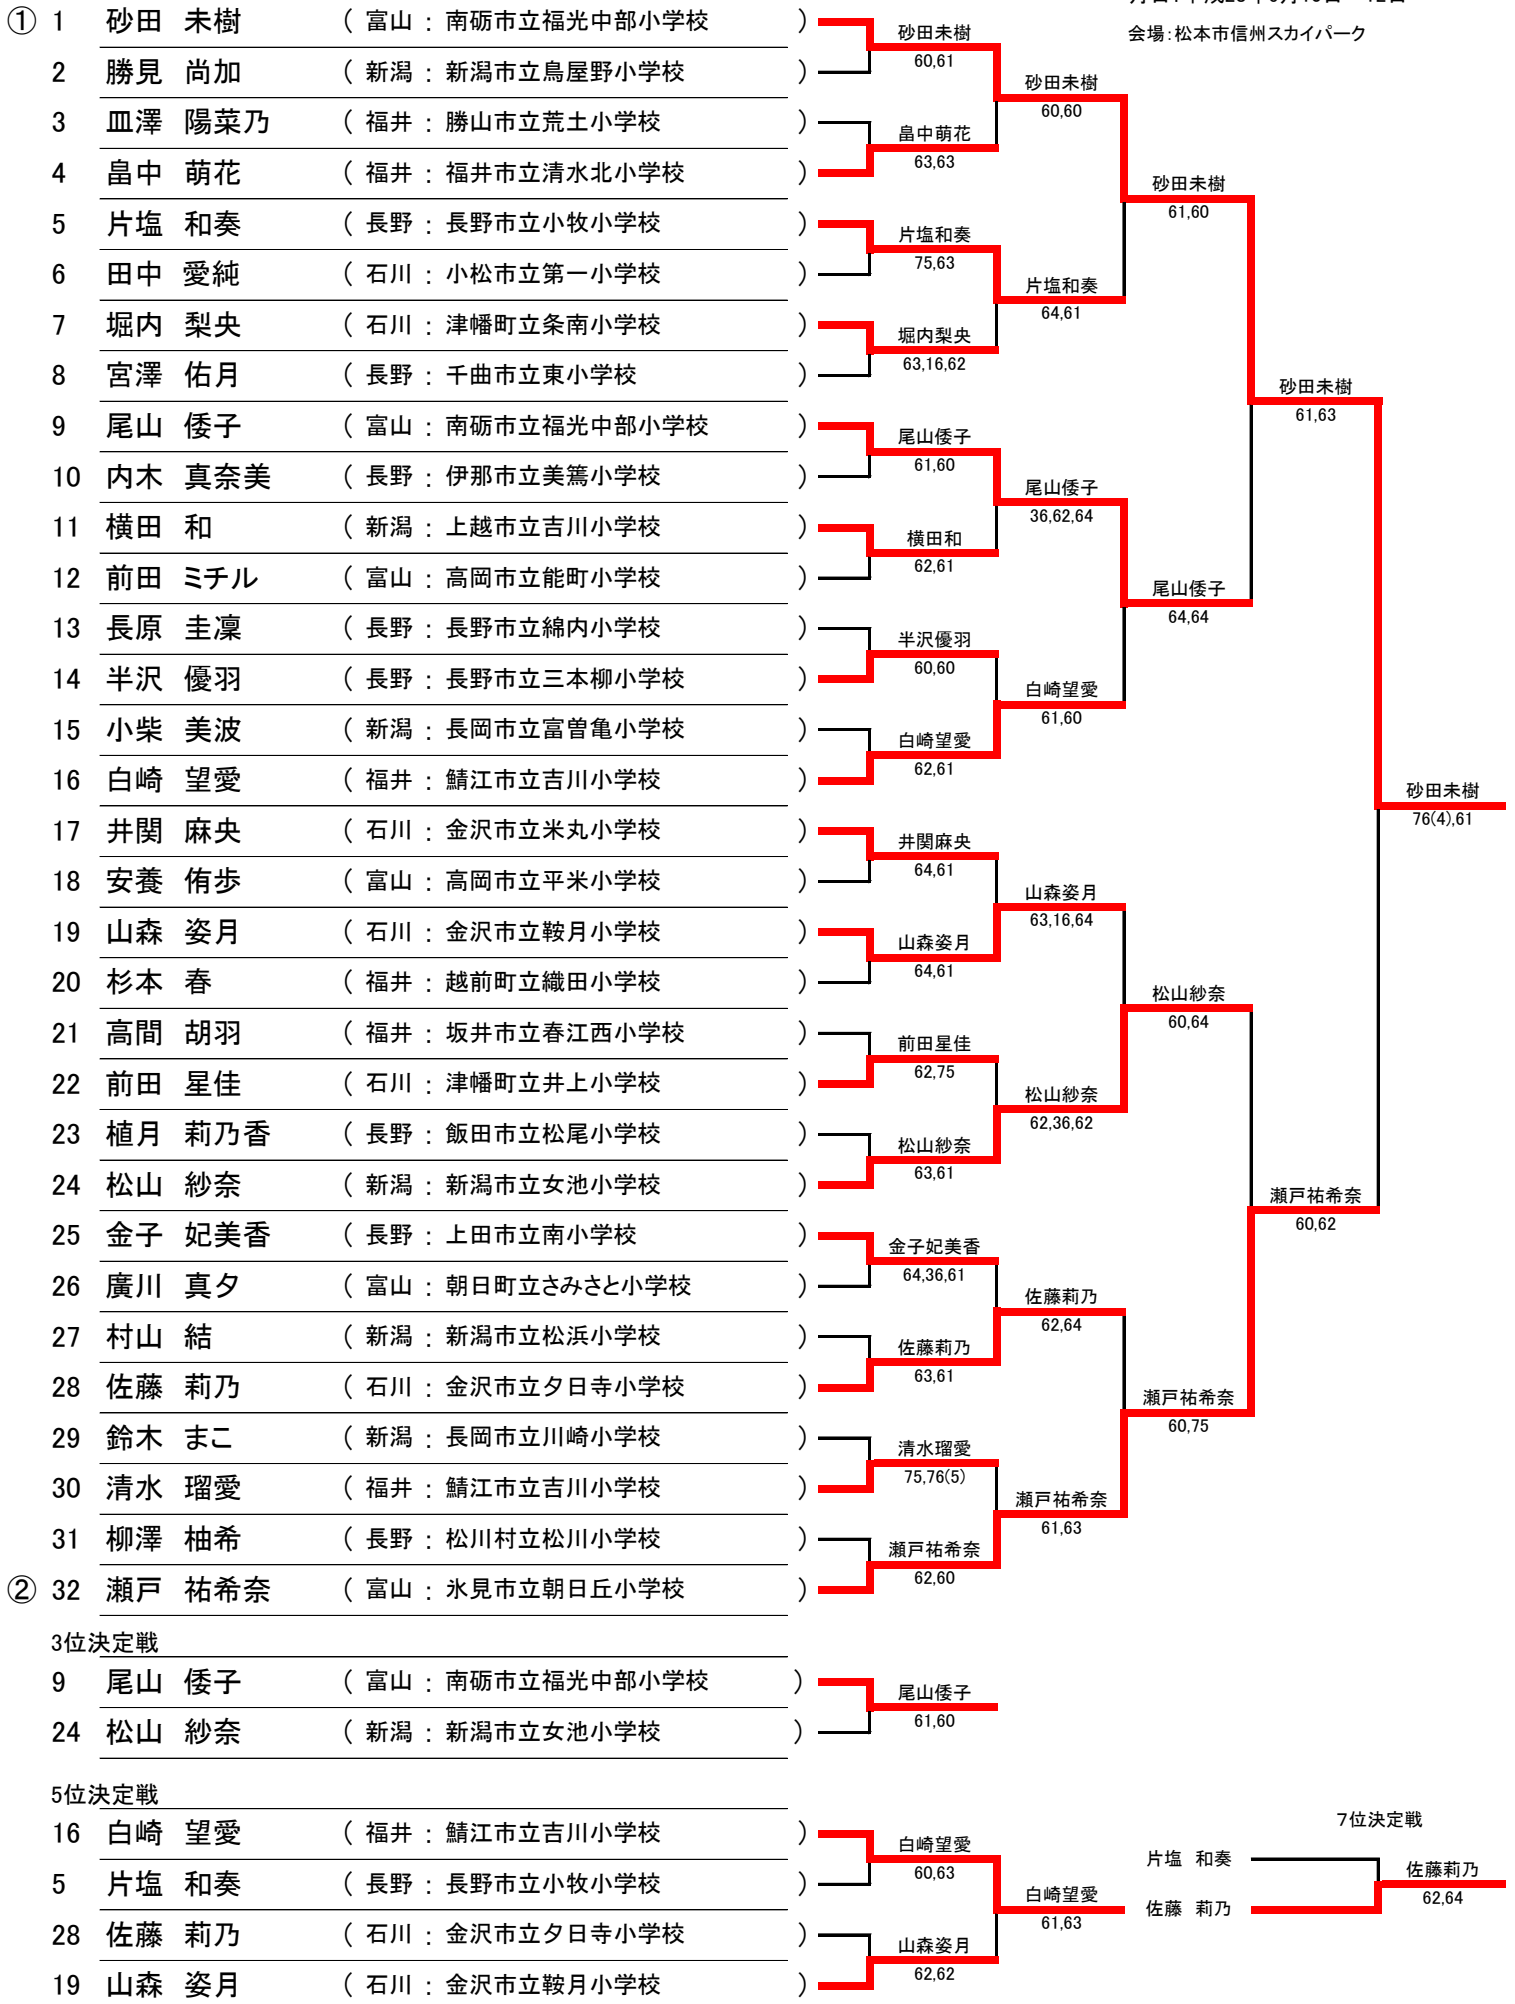 会場：松本市信州スカイパーク
① 1 砂田 未樹 （ 富山 ： 南砺市立福光中部小学校 ）
2 勝見 尚加 （ 新潟 ： 新潟市立鳥屋野小学校 ）
3 皿澤 陽菜乃 （ 福井 ： 勝山市立荒土小学校 ）
4 畠中 萌花 （ 福井 ： 福井市立清水北小学校 ）
5 片塩 和奏 （ 長野 ： 長野市立小牧小学校 ）
6 田中 愛純 （ 石川 ： 小松市立第一小学校 ）
7 堀内 梨央 （ 石川 ： 津幡町立条南小学校 ）
8 宮澤 佑月 （ 長野 ： 千曲市立東小学校 ）
9 尾山 倭子 （ 富山 ： 南砺市立福光中部小学校 ）
10 内木 真奈美 （ 長野 ： 伊那市立美篶小学校 ）
11 横田 和 （ 新潟 ： 上越市立吉川小学校 ）
12 前田 ミチル （ 富山 ： 高岡市立能町小学校 ）
13 長原 圭凜 （ 長野 ： 長野市立綿内小学校 ）
14 半沢 優羽 （ 長野 ： 長野市立三本柳小学校 ）
15 小柴 美波 （ 新潟 ： 長岡市立富曽亀小学校 ）
16 白崎 望愛 （ 福井 ： 鯖江市立吉川小学校 ）
17 井関 麻央 （ 石川 ： 金沢市立米丸小学校 ）
18 安養 侑歩 （ 富山 ： 高岡市立平米小学校 ）
19 山森 姿月 （ 石川 ： 金沢市立鞍月小学校 ）
20 杉本 春 （ 福井 ： 越前町立織田小学校 ）
21 高間 胡羽 （ 福井 ： 坂井市立春江西小学校 ）
22 前田 星佳 （ 石川 ： 津幡町立井上小学校 ）
23 植月 莉乃香 （ 長野 ： 飯田市立松尾小学校 ）
24 松山 紗奈 （ 新潟 ： 新潟市立女池小学校 ）
25 金子 妃美香 （ 長野 ： 上田市立南小学校 ）
26 廣川 真夕 （ 富山 ： 朝日町立さみさと小学校 ）
27 村山 結 （ 新潟 ： 新潟市立松浜小学校 ）
28 佐藤 莉乃 （ 石川 ： 金沢市立夕日寺小学校 ）
29 鈴木 まこ （ 新潟 ： 長岡市立川崎小学校 ）
30 清水 瑠愛 （ 福井 ： 鯖江市立吉川小学校 ）
31 柳澤 柚希 （ 長野 ： 松川村立松川小学校 ）
② 32 瀬戸 祐希奈 （ 富山 ： 氷見市立朝日丘小学校 ）
砂田未樹
60,61
畠中萌花
63,63
片塩和奏
75,63
堀内梨央
63,16,62
尾山倭子
61,60
横田和
62,61
半沢優羽
60,60
白崎望愛
62,61
井関麻央
64,61
山森姿月
64,61
前田星佳
62,75
松山紗奈
63,61
金子妃美香
64,36,61
佐藤莉乃
63,61
清水瑠愛
75,76(5)
瀬戸祐希奈
62,60
砂田未樹
60,60
片塩和奏
64,61
尾山倭子
36,62,64
白崎望愛
61,60
山森姿月
63,16,64
松山紗奈
62,36,62
佐藤莉乃
62,64
瀬戸祐希奈
61,63
砂田未樹
61,60
尾山倭子
64,64
松山紗奈
60,64
瀬戸祐希奈
60,75
砂田未樹
61,63
瀬戸祐希奈
60,62
砂田未樹
76(4),61
3位決定戦
9 尾山 倭子 （ 富山 ： 南砺市立福光中部小学校 ）
24 松山 紗奈 （ 新潟 ： 新潟市立女池小学校 ）
尾山倭子
61,60
5位決定戦
16 白崎 望愛 （ 福井 ： 鯖江市立吉川小学校 ）
5 片塩 和奏 （ 長野 ： 長野市立小牧小学校 ）
28 佐藤 莉乃 （ 石川 ： 金沢市立夕日寺小学校 ）
19 山森 姿月 （ 石川 ： 金沢市立鞍月小学校 ）
白崎望愛
60,63
山森姿月
62,62
白崎望愛
61,63
7位決定戦
片塩 和奏
佐藤 莉乃
佐藤莉乃
62,64